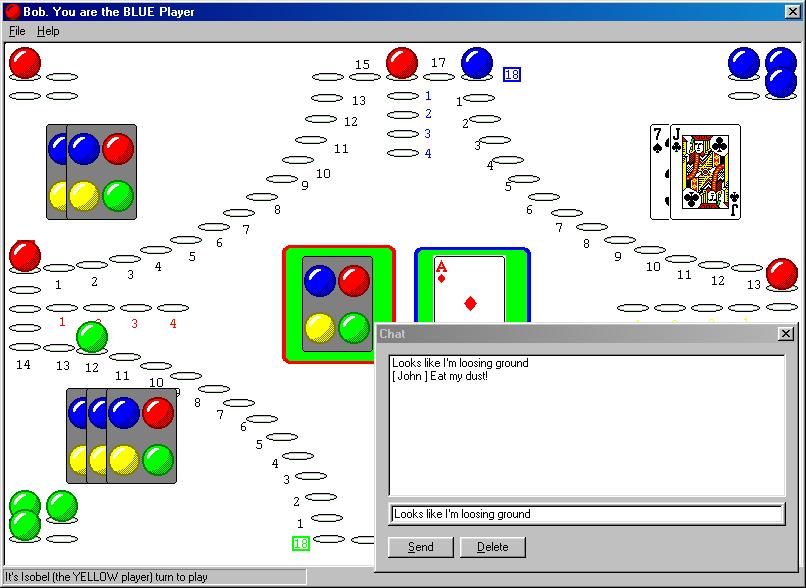 Bob. You are the BLUE Player
File Help
15 17 18
13 1 1
12 2 2
11 3 3
10 4 4
9 5
8 6
7 7
6 8
5 9
4 10
3 11
2 12
1 13
7 J
J
A
1 3 4
14 13 12
11
10
9
8
7
6
5
4
3
2
1
18
Chat
Looks like I'm loosing ground
[ John ] Eat my dust!
Looks like I'm loosing ground
Send Delete
It's Isobel (the YELLOW player) turn to play